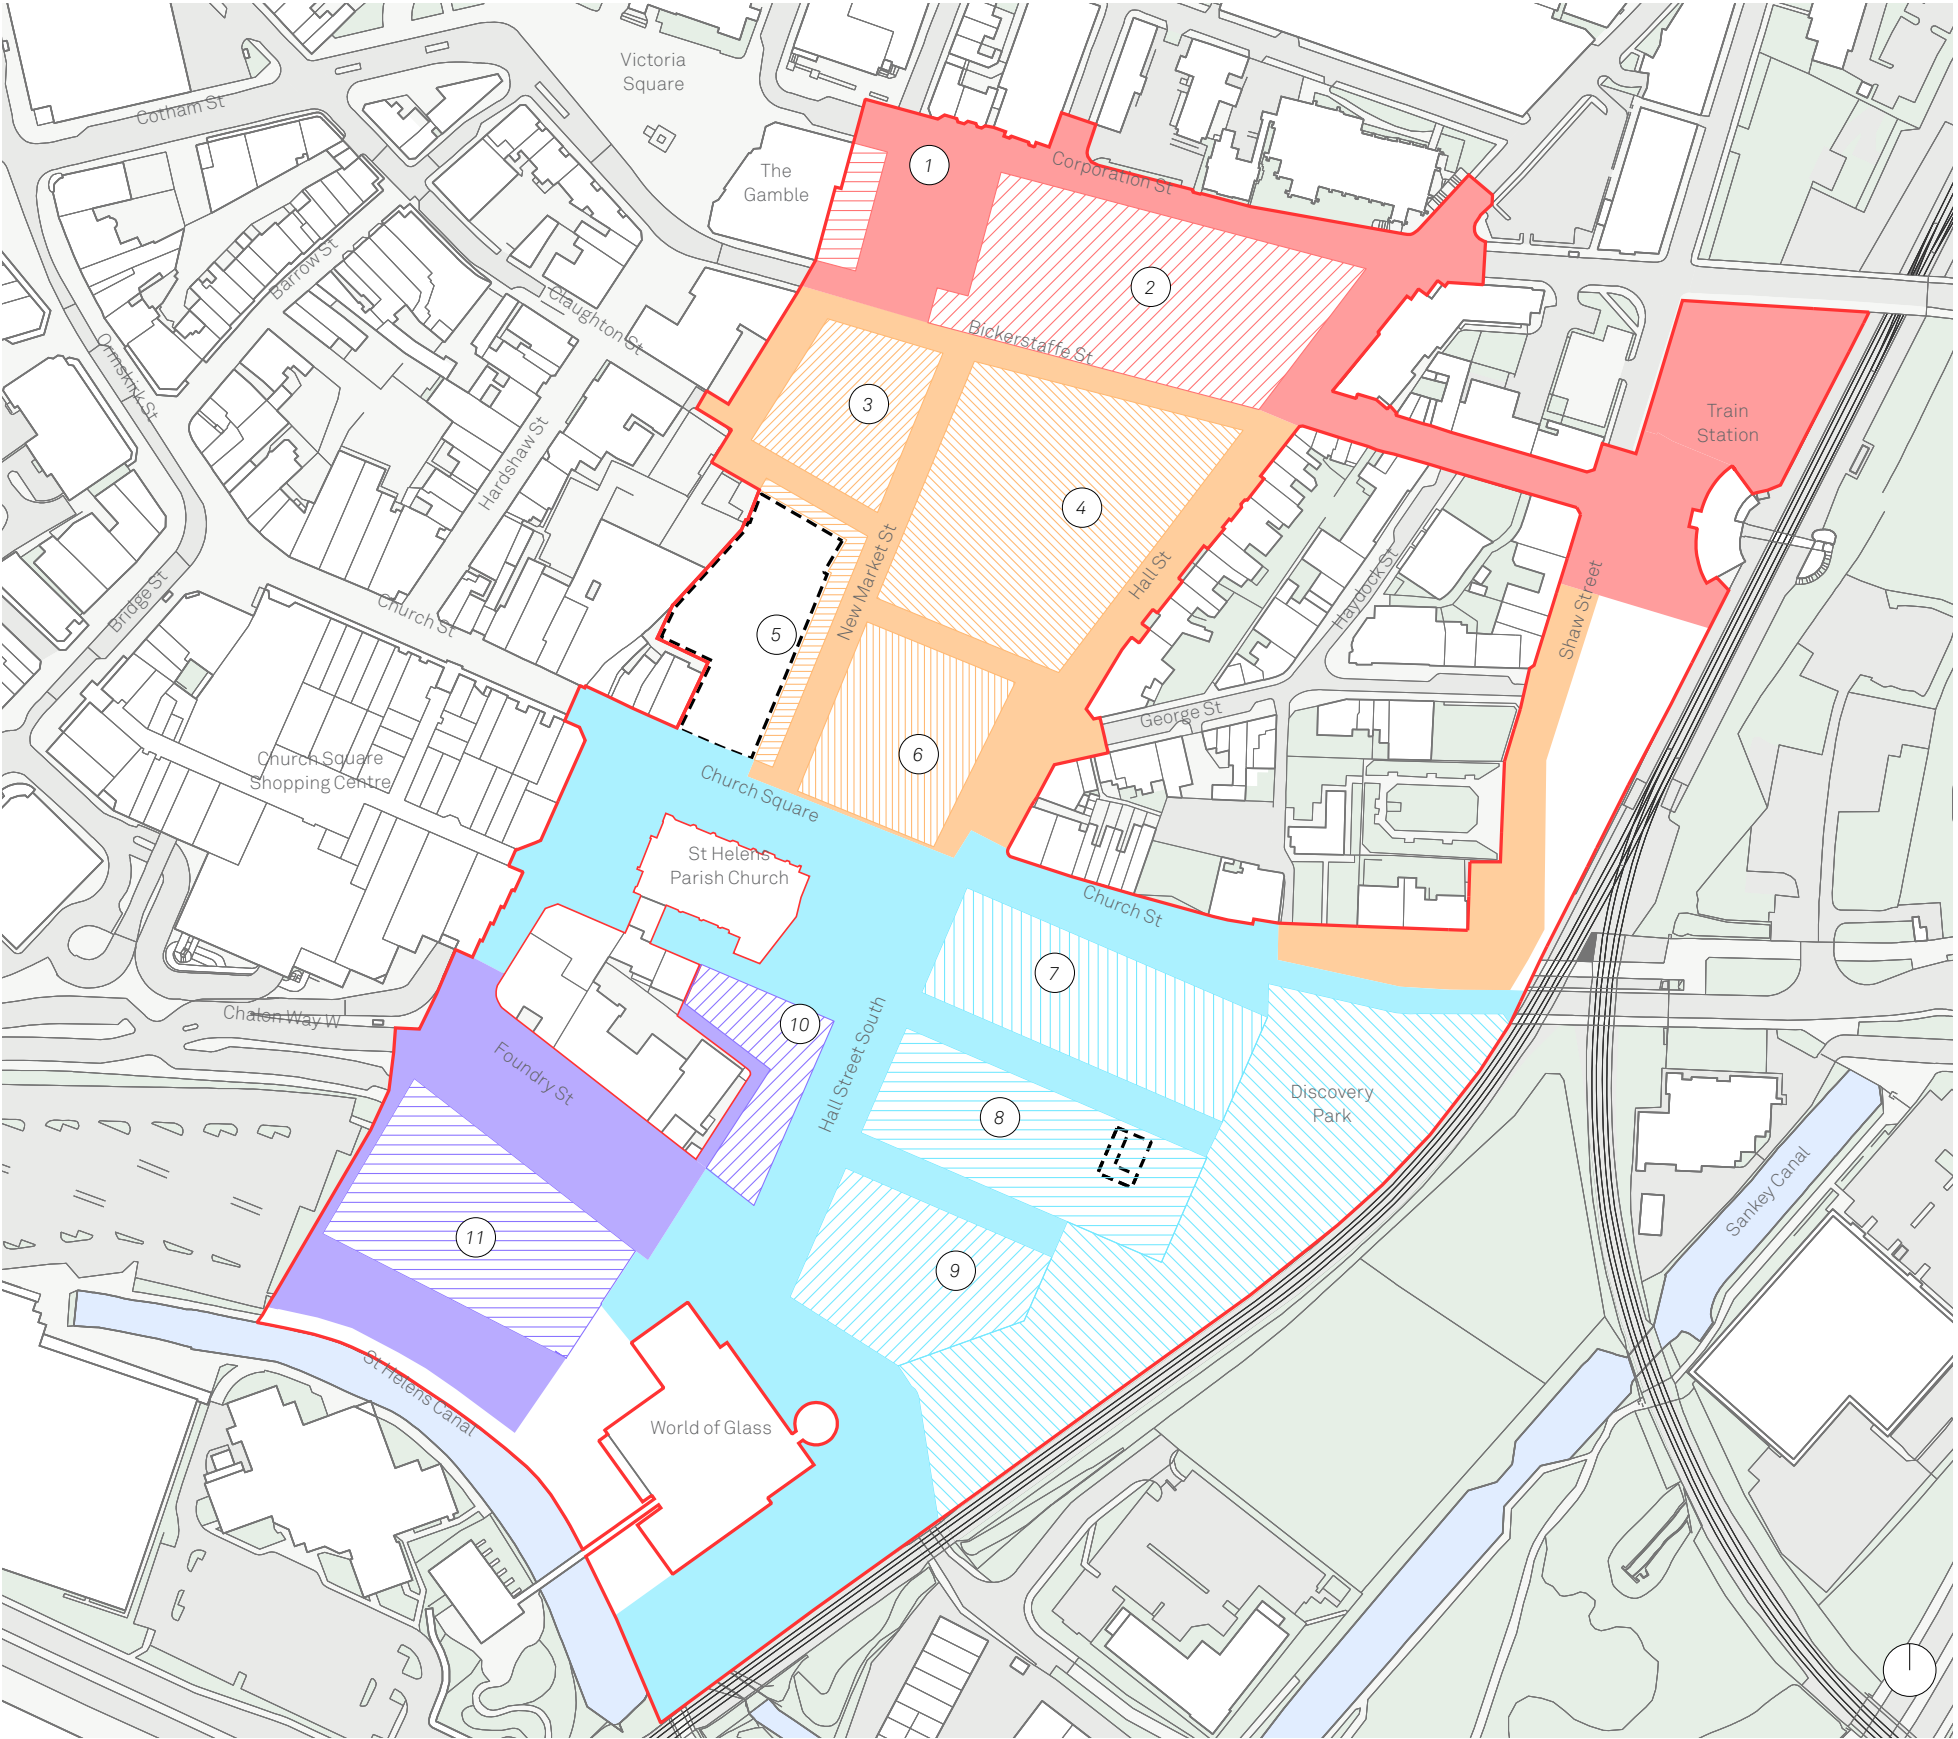 Victoria
Square
Cotham St
The
Gamble
1
Corporation St
Barrow St
Claughton St
2
Bickerstaffe St
Ormskirk St
3
Train
Station
Hardshaw St
4
New Market St
Hall St
Haydock St
Shaw Street
Bridge St
Church St
5
George St
6
Church Square
Shopping Centre
Church Square
St Helens
Parish Church
Church St
7
Chalon Way W
10
Hall Street South
Foundry St
8
Discovery
Park
Sankey Canal
11
9
St Helens Canal
World of Glass